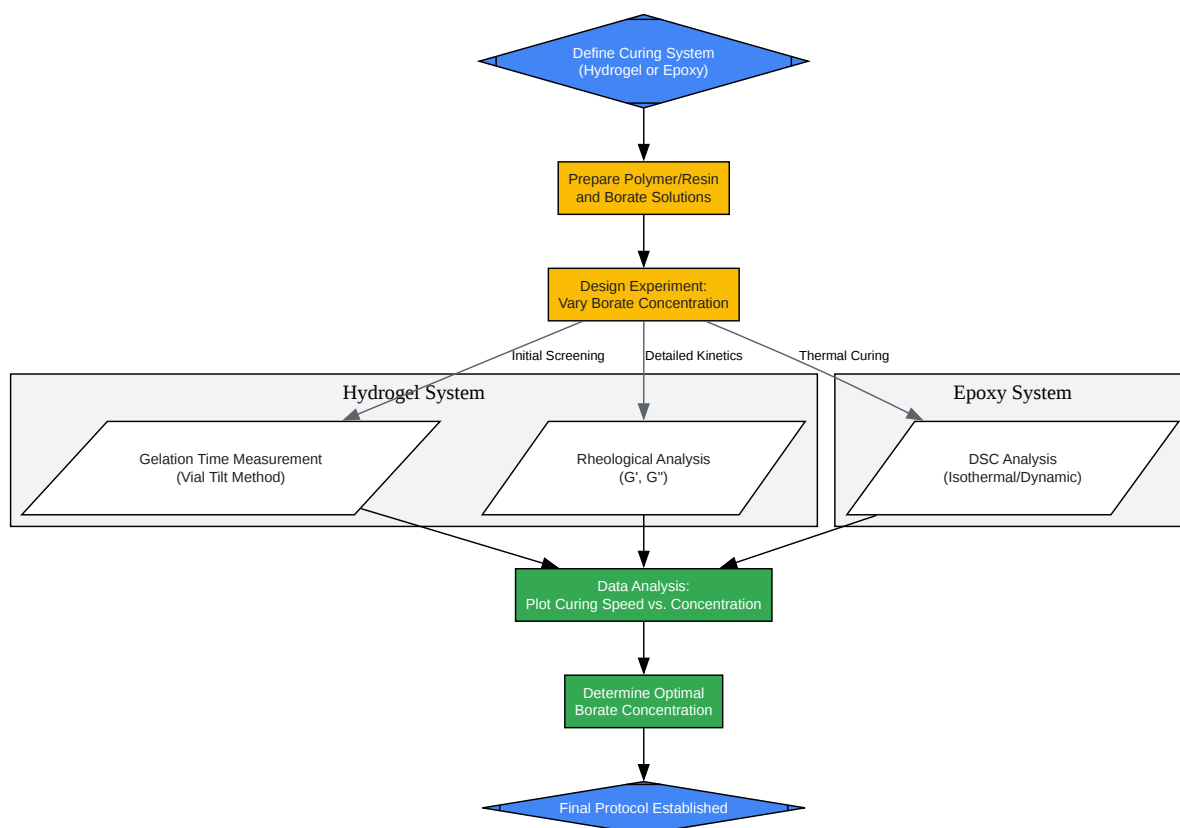 Define Curing System
(Hydrogel or Epoxy)
Prepare Polymer/Resin
and Borate Solutions
Design Experiment:
Vary Borate Concentration
Initial Screening
Detailed Kinetics
Thermal Curing
Hydrogel System
Epoxy System
Gelation Time Measurement
(Vial Tilt Method)
Rheological Analysis
(G', G")
DSC Analysis
(Isothermal/Dynamic)
Data Analysis:
Plot Curing Speed vs. Concentration
Determine Optimal
Borate Concentration
Final Protocol Established